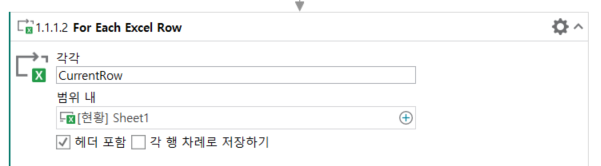 1.1.1.2 For Each Excel Row
각각
CurrentRow
범위 내
[현황] Sheet1
헤더 포함 각 행 차례로 저장하기